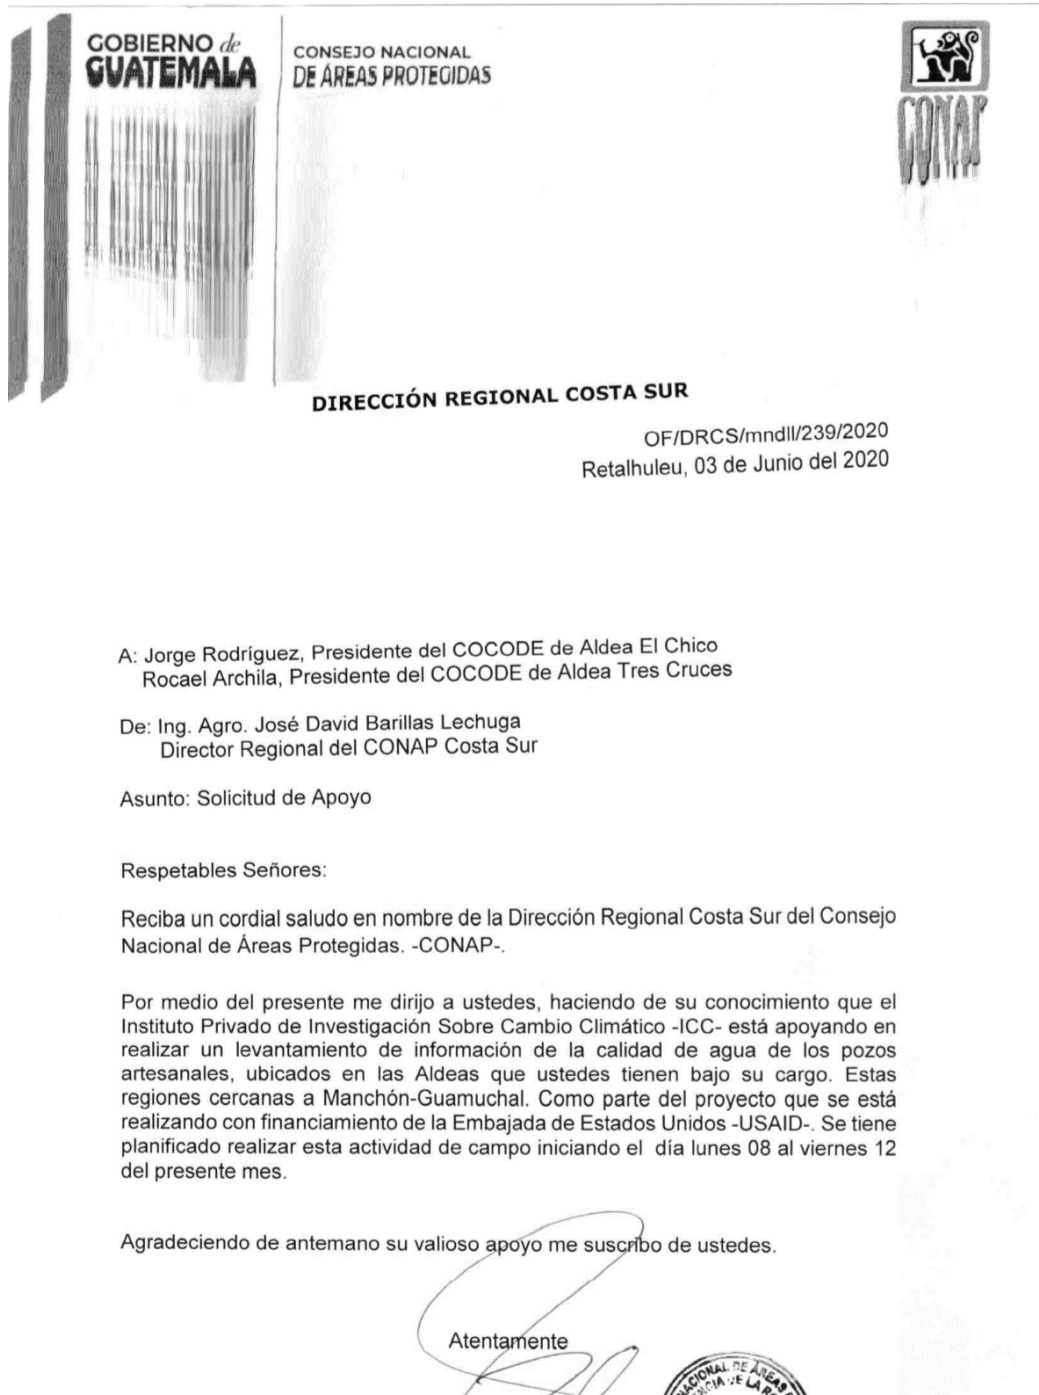 GOBIERNO de
GUATEMALA
CONSEJO NACIONAL
DE ÁREAS PROTEGIDAS
CONAP
DIRECCIÓN REGIONAL COSTA SUR
OF/DRCS/mndll/239/2020
Retalhuleu, 03 de Junio del 2020
A: Jorge Rodríguez, Presidente del COCODE de Aldea El Chico
Rocael Archila, Presidente del COCODE de Aldea Tres Cruces
De: Ing. Agro. José David Barillas Lechuga
Director Regional del CONAP Costa Sur
Asunto: Solicitud de Apoyo
Respetables Señores:
Reciba un cordial saludo en nombre de la Dirección Regional Costa Sur del Consejo
Nacional de Áreas Protegidas. -CONAP-.
Por medio del presente me dirijo a ustedes, haciendo de su conocimiento que el
Instituto Privado de Investigación Sobre Cambio Climático -ICC- está apoyando en
realizar un levantamiento de información de la calidad de agua de los pozos
artesanales, ubicados en las Aldeas que ustedes tienen bajo su cargo. Estas
regiones cercanas a Manchón-Guamuchal. Como parte del proyecto que se está
realizando con financiamiento de la Embajada de Estados Unidos -USAID-. Se tiene
planificado realizar esta actividad de campo iniciando el  día lunes 08 al viernes 12
del presente mes.
Agradeciendo de antemano su valioso apoyo me suscribo de ustedes.
Atentamente
NACIONAL DE ÁREAS
DE LA